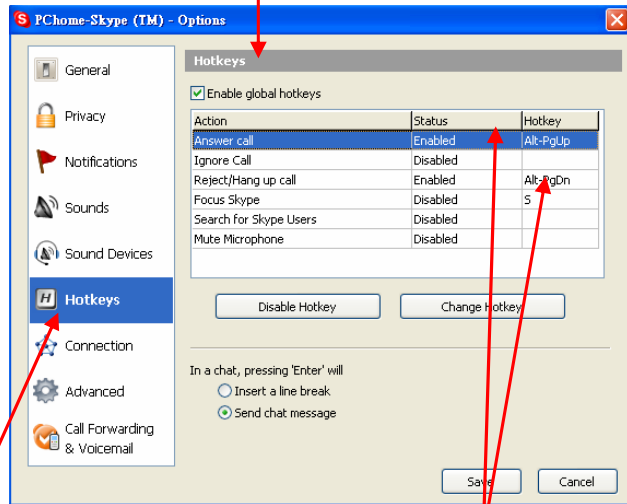 PChome-Skype (TM) - Options
General
Privacy
Notifications
Sounds
Sound Devices
Hotkeys
Connection
Advanced
Call Forwarding
& Voicemail
Hotkeys
Enable global hotkeys
Action Status Hotkey
Answer call Enabled Alt-PgUp
Ignore Call Disabled
Reject/Hang up call Enabled Alt-PgDn
Focus Skype Disabled S
Search for Skype Users Disabled
Mute Microphone Disabled
Disable Hotkey Change Hotkey
In a chat, pressing 'Enter' will
Insert a line break
Send chat message
Save Cancel